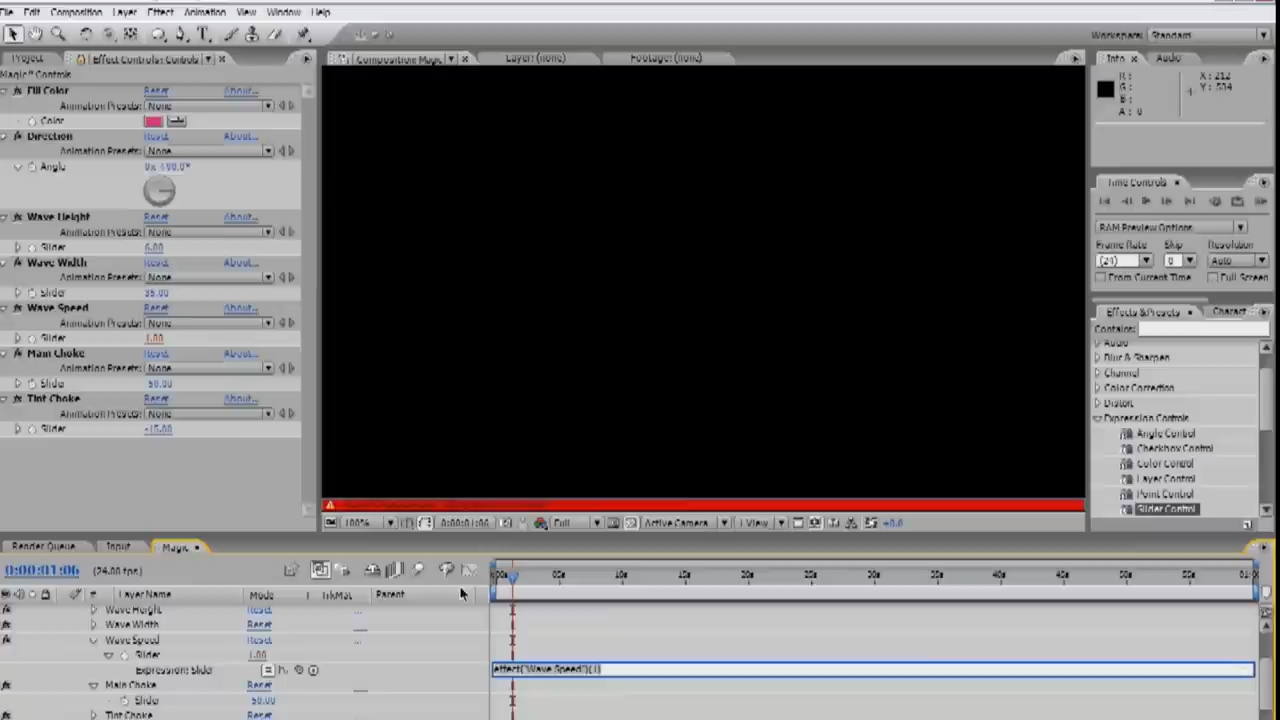 File Edit Composition Layer Effect Animation View Window Help
Workspace: Standard
Project Effect Controls: Controls
Composition: Magic Layer: (none) Footage: (none)
Info Audio
Magic * Controls
R: G: B: A: 0
X: 212
Fill Color Reset About...
Animation Presets: None
Color
Direction Reset About...
Animation Presets: None
Angle
Wave Height Reset About...
Animation Presets: None
Slider 6.00
Wave Width Reset About...
Animation Presets: None
Slider 35.00
Wave Speed Reset About...
Animation Presets: None
Slider 1.00
Main Choke Reset About...
Animation Presets: None
Slider 50.00
Tint Choke Reset About...
Animation Presets: None
Slider -15.00
Time Controls
RAM Preview Options
Frame Rate Skip Resolution
(24) 0 Auto
From Current Time Full Screen
Effects & Presets Charact
Contains:
Audio
Blur & Sharpen
Channel
Color Correction
Distort
Expression Controls
Angle Control
Checkbox Control
Color Control
Layer Control
Point Control
Slider Control
100% 0:00:01:06 Full Active Camera 1 View +0.0
Render Queue Input Magic
0:00:01:06 (24.00 fps)
05s 10s 15s 20s 25s 30s 35s 40s 45s 50s 55s 01:0
# Layer Name Mode T TrkMat Parent
Wave Height Reset ...
Wave Width Reset
Wave Speed Reset ...
Slider 1.00
Expression: Slider effect("Wave Speed")(1)
Main Choke Reset
Slider 50.00
Tint Choke Reset